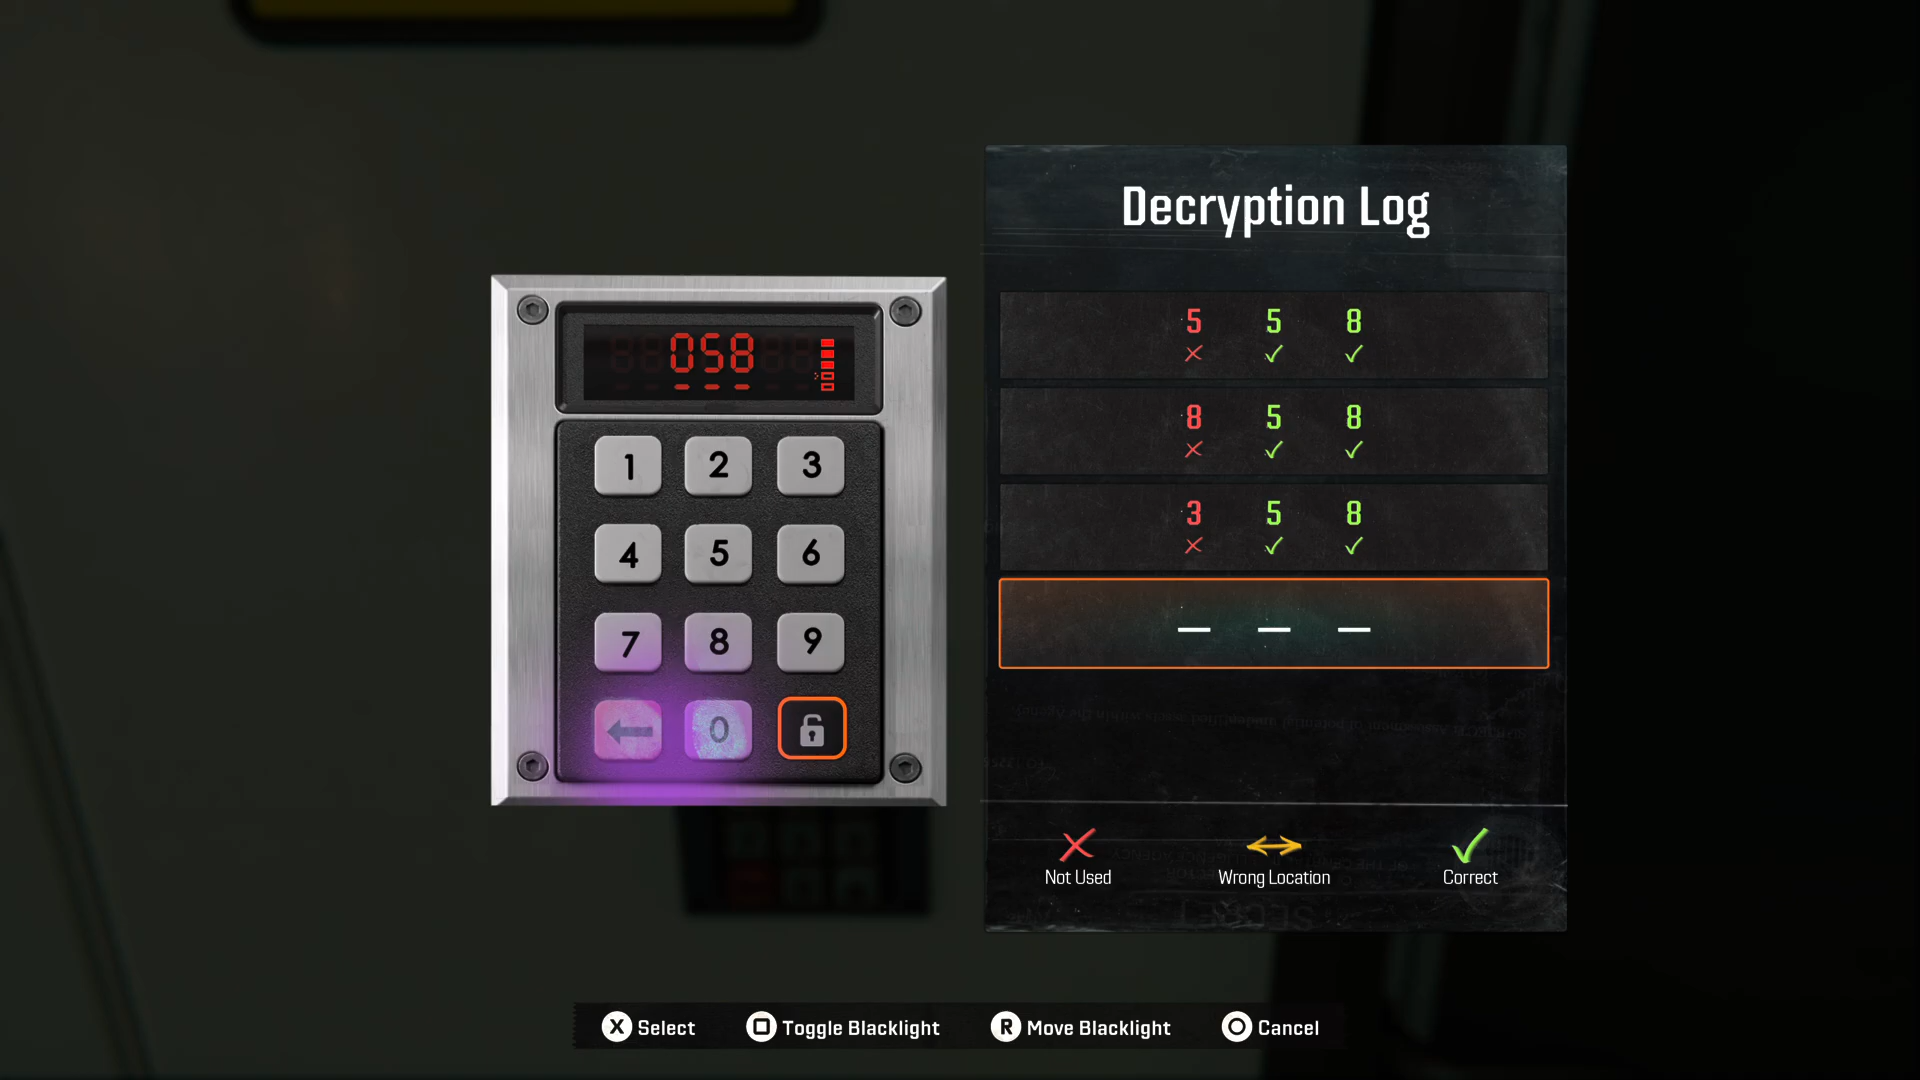 Decryption Log
5 5 8
058
8 5 8
1 2 3
3 5 8
4 5 6
7 8 9
0
Not Used
Wrong Location
Correct
X Select
Toggle Blacklight
R Move Blacklight
Cancel